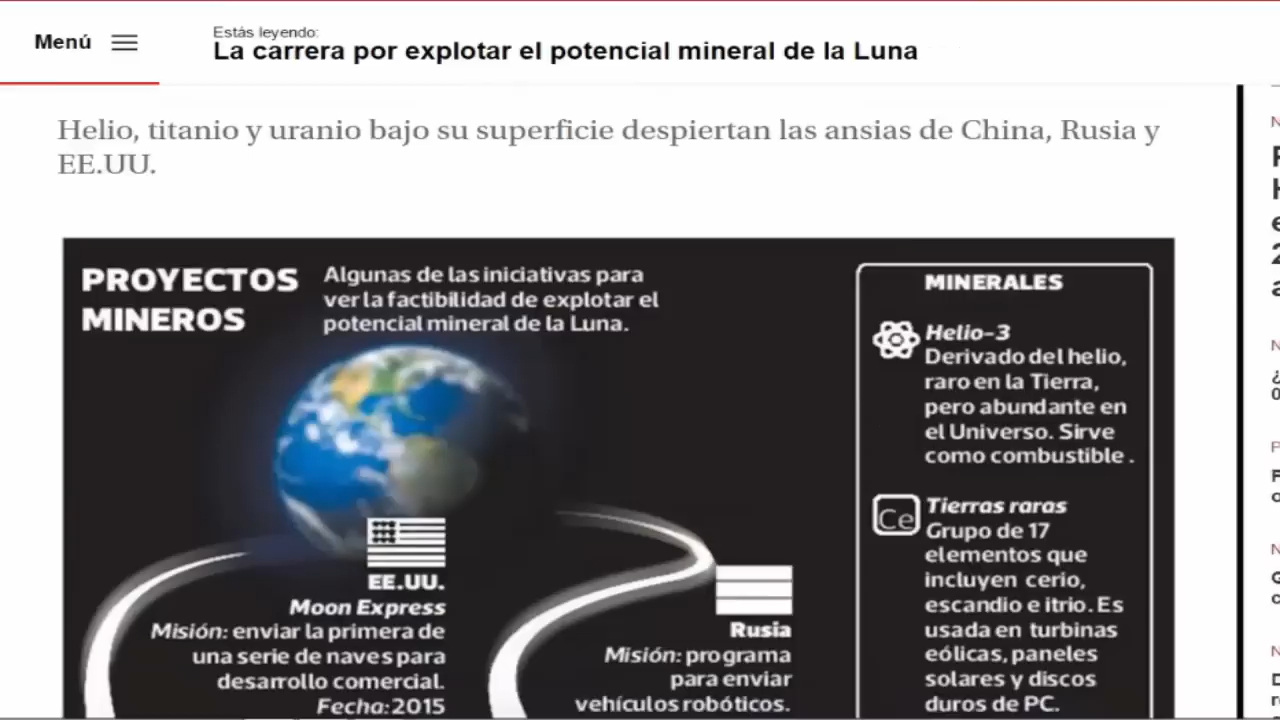 Menú
Estás leyendo:
La carrera por explotar el potencial mineral de la Luna
Helio, titanio y uranio bajo su superficie despiertan las ansias de China, Rusia y
EE.UU.
PROYECTOS
MINEROS
Algunas de las iniciativas para
ver la factibilidad de explotar el
potencial mineral de la Luna.
EE.UU.
Moon Express
Misión: enviar la primera de
una serie de naves para
desarrollo comercial.
Fecha: 2015
Rusia
Misión: programa
para enviar
vehículos robóticos.
MINERALES
Helio-3
Derivado del helio,
raro en la Tierra,
pero abundante en
el Universo. Sirve
como combustible.
Ce
Tierras raras
Grupo de 17
elementos que
incluyen cerio,
escandio e itrio. Es
usada en turbinas
eólicas, paneles
solares y discos
duros de PC.